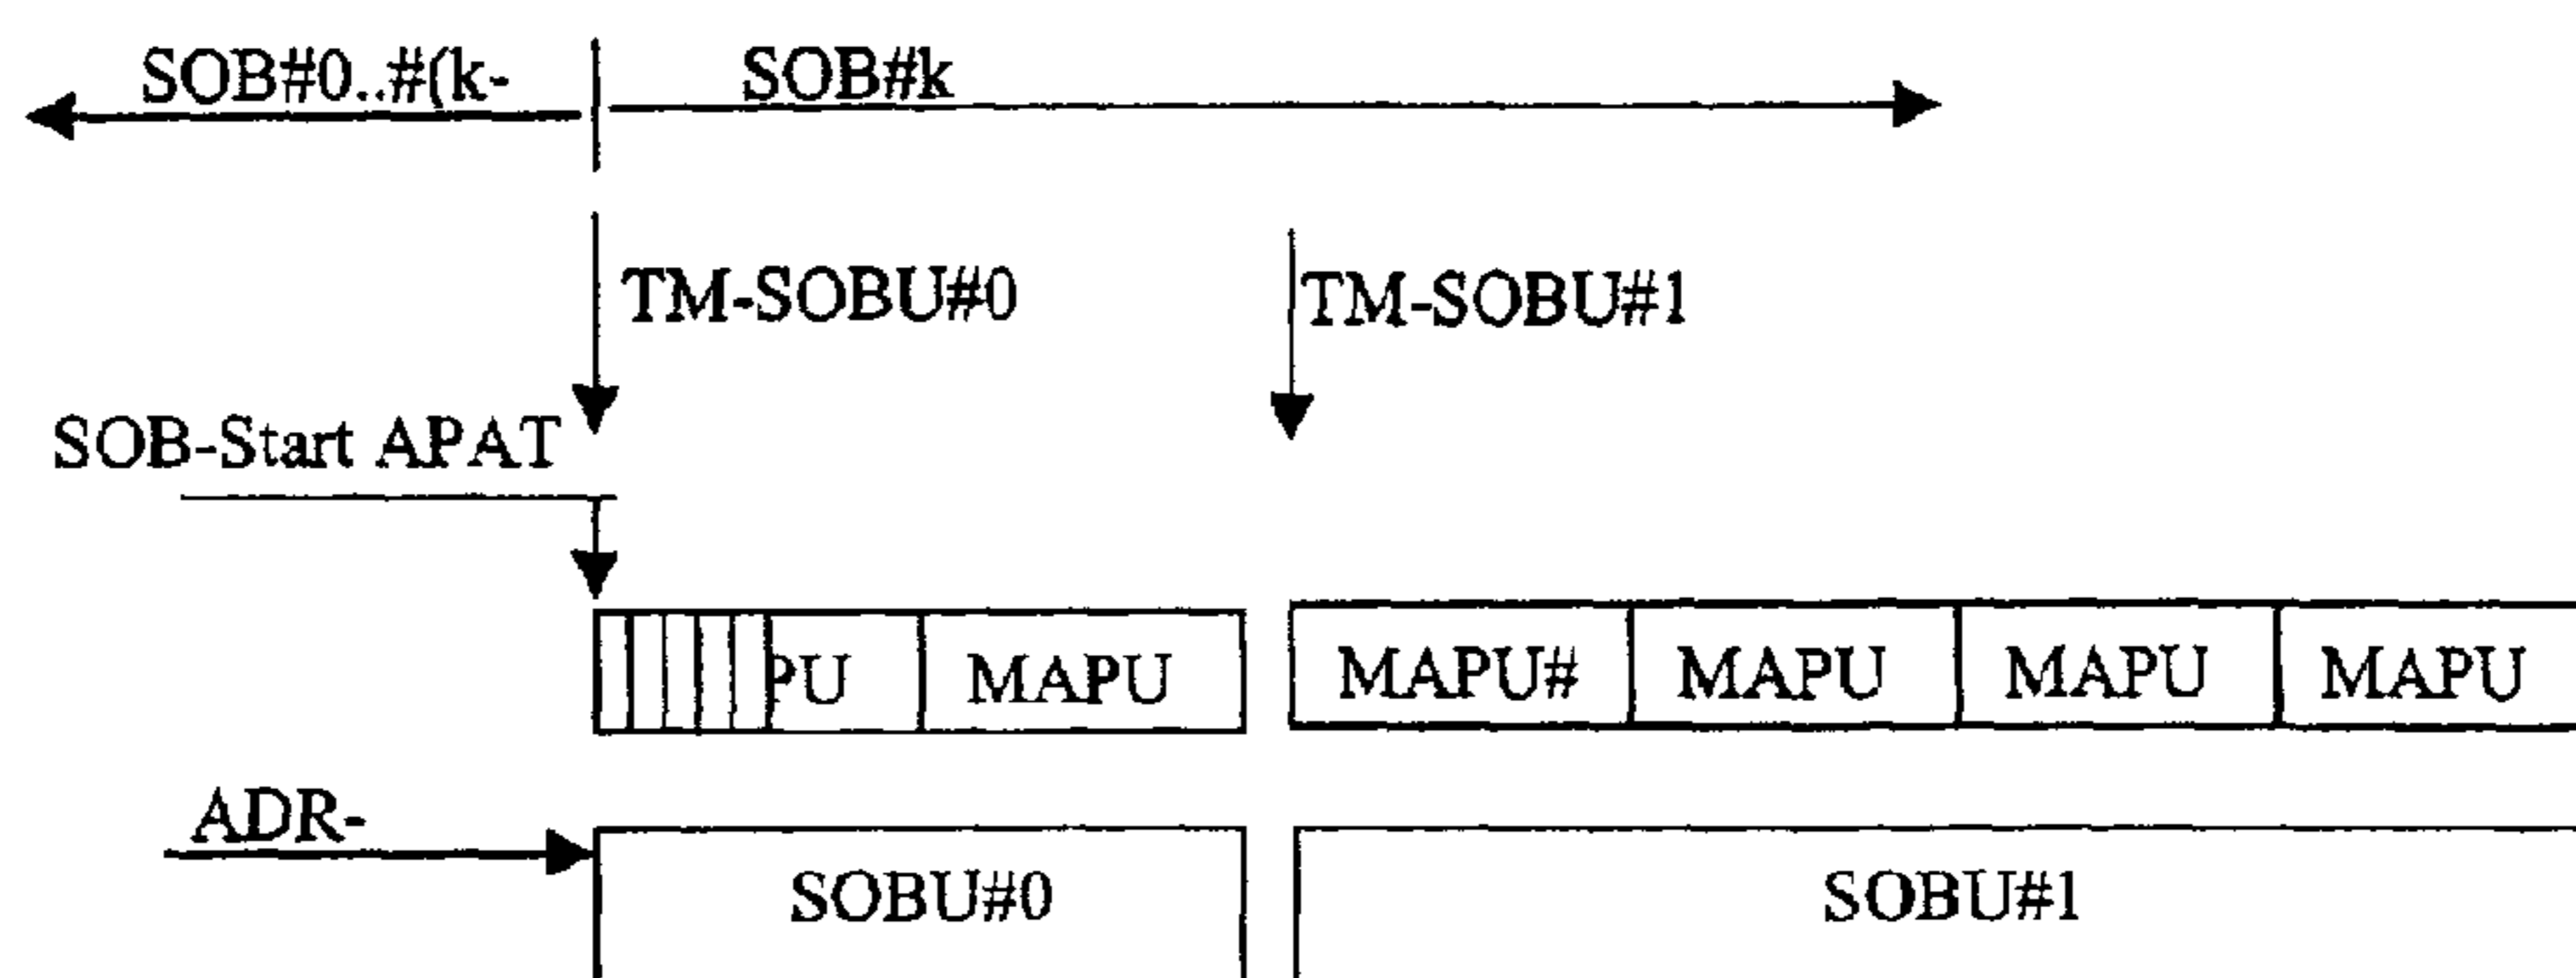 SOB#0..#(k-
SOB#k
TM-SOBU#0
TM-SOBU#1
SOB-Start APAT
PU MAPU MAPU# MAPU MAPU MAPU
ADR-
SOBU#0 SOBU#1